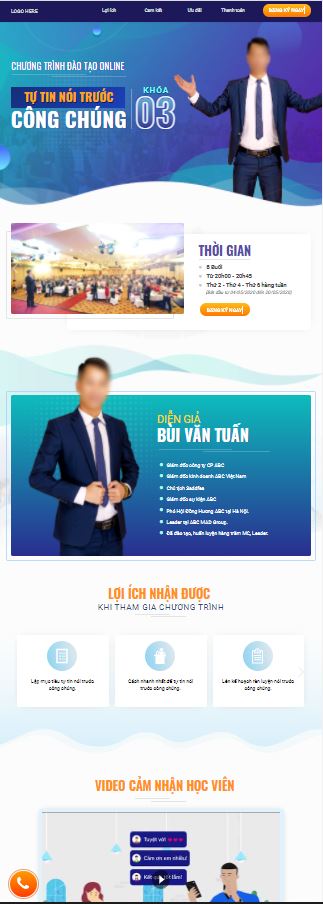 LOGO HERE
Lợi ích
Cam kết
Ưu đãi
Thanh toán
ĐĂNG KÝ NGAY
CHƯƠNG TRÌNH ĐÀO TẠO ONLINE
TỰ TIN NÓI TRƯỚC
CÔNG CHÚNG
KHÓA
03
THỜI GIAN
8 Buổi
Từ 20h00 - 20h45
Thứ 2 - Thứ 4 - Thứ 6 hàng tuần
ĐĂNG KÝ NGAY
DIỄN GIẢ
BÙI VĂN TUẤN
Giám đốc công ty CP ABC
Giám đốc kinh doanh ABC Việt Nam
Chủ tịch
Giám đốc sự kiện ABC
Phó Hội Đồng Hương ABC tại Hà Nội.
Leader tại ABC MAD Group.
Đã đào tạo, huấn luyện hàng trăm MC, Leader.
LỢI ÍCH NHẬN ĐƯỢC
KHI THAM GIA CHƯƠNG TRÌNH
Lập mục tiêu tự tin nói trước
công chúng.
Cách nhanh nhất để tự tin nói
trước công chúng.
Lên kế hoạch rèn luyện nói trước
công chúng.
VIDEO CẢM NHẬN HỌC VIÊN
Tuyệt vời
Cảm ơn em nhiều!
Kết quả tốt lắm!